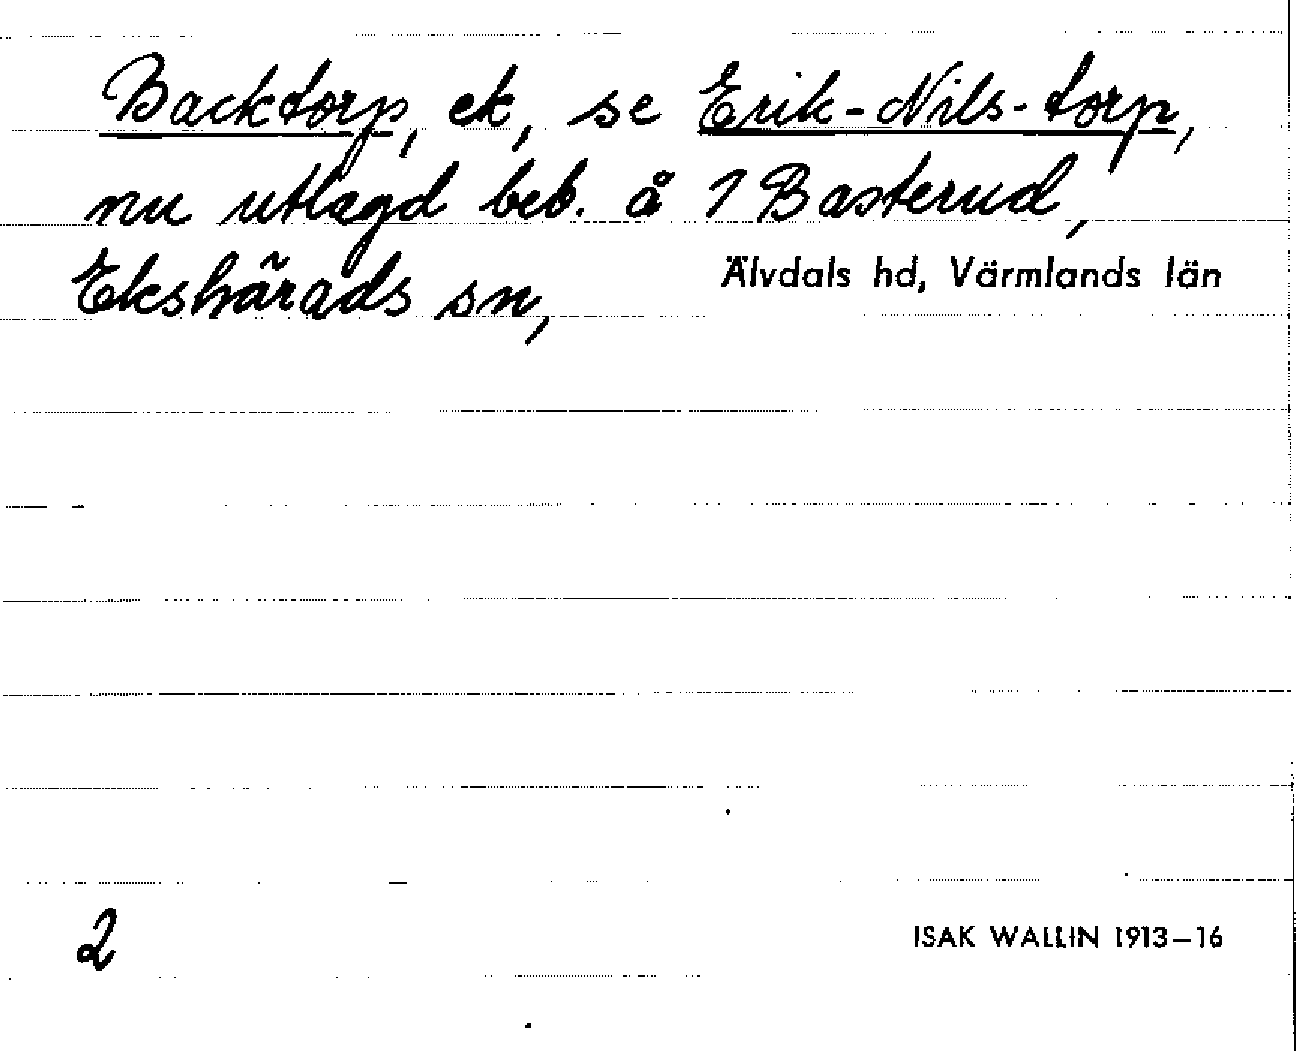 Backtorp, ek, se Erik-Nils-torp,
nu utlagd beb. å 1 Basterud,
Ekshärads sn, Älvdals hd, Värmlands län
2 ISAK WALLIN 1913-16